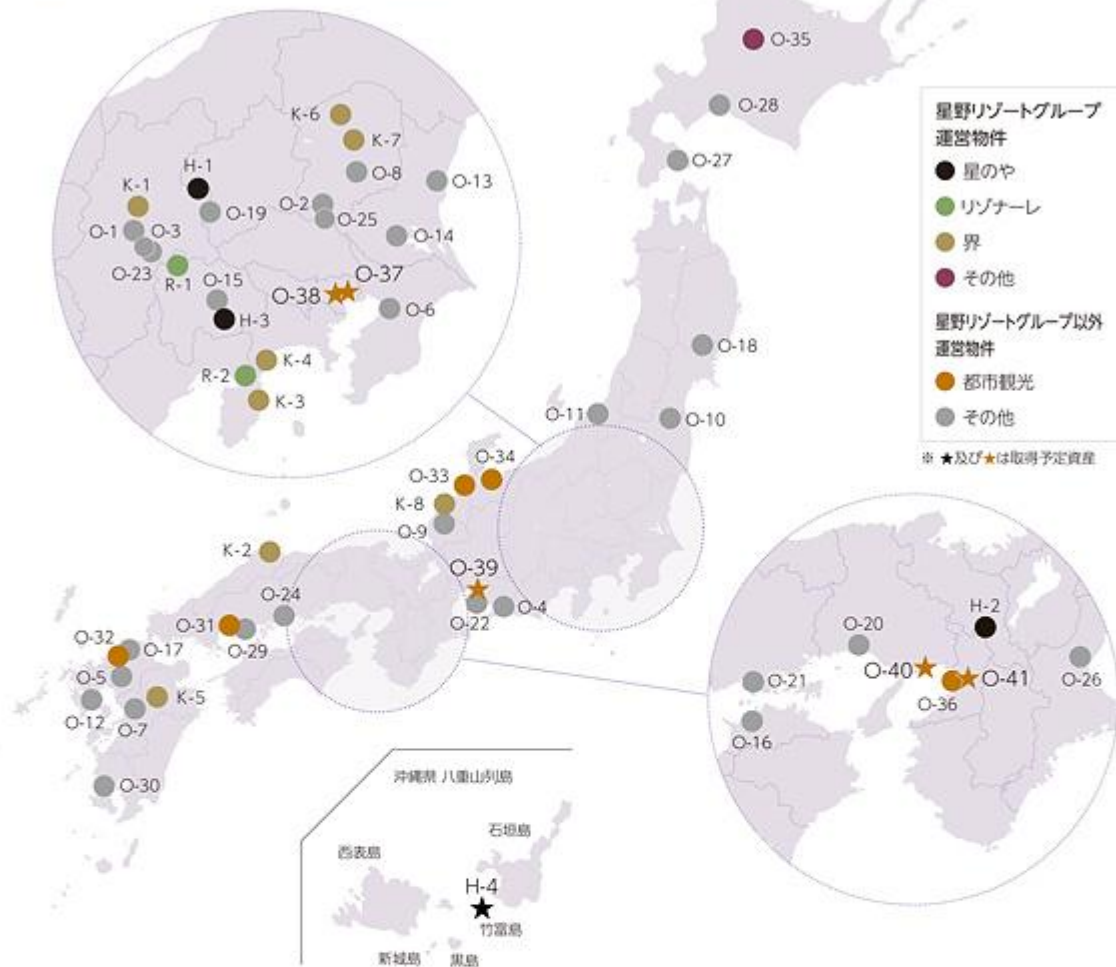 O-35
O-28
O-27
O-18
O-11
O-10
K-6
K-7
H-1
O-8
O-13
K-1
O-2
O-19
O-25
O-1
O-3
O-14
O-23
R-1
O-15
O-37
O-38
H-3
O-6
K-4
R-2
K-3
星野リゾートグループ
運営物件
星のや
リゾナーレ
界
その他
星野リゾートグループ以外
運営物件
都市観光
その他
※ ★及び★は取得予定資産
O-34
O-33
K-8
O-9
K-2
O-39
O-24
O-4
O-22
O-31
O-29
O-32
O-17
O-5
K-5
O-12
O-7
O-30
H-2
O-20
O-40
O-41
O-26
O-21
O-36
O-16
沖縄県 八重山列島
石垣島
西表島
H-4
竹富島
新城島
黒島